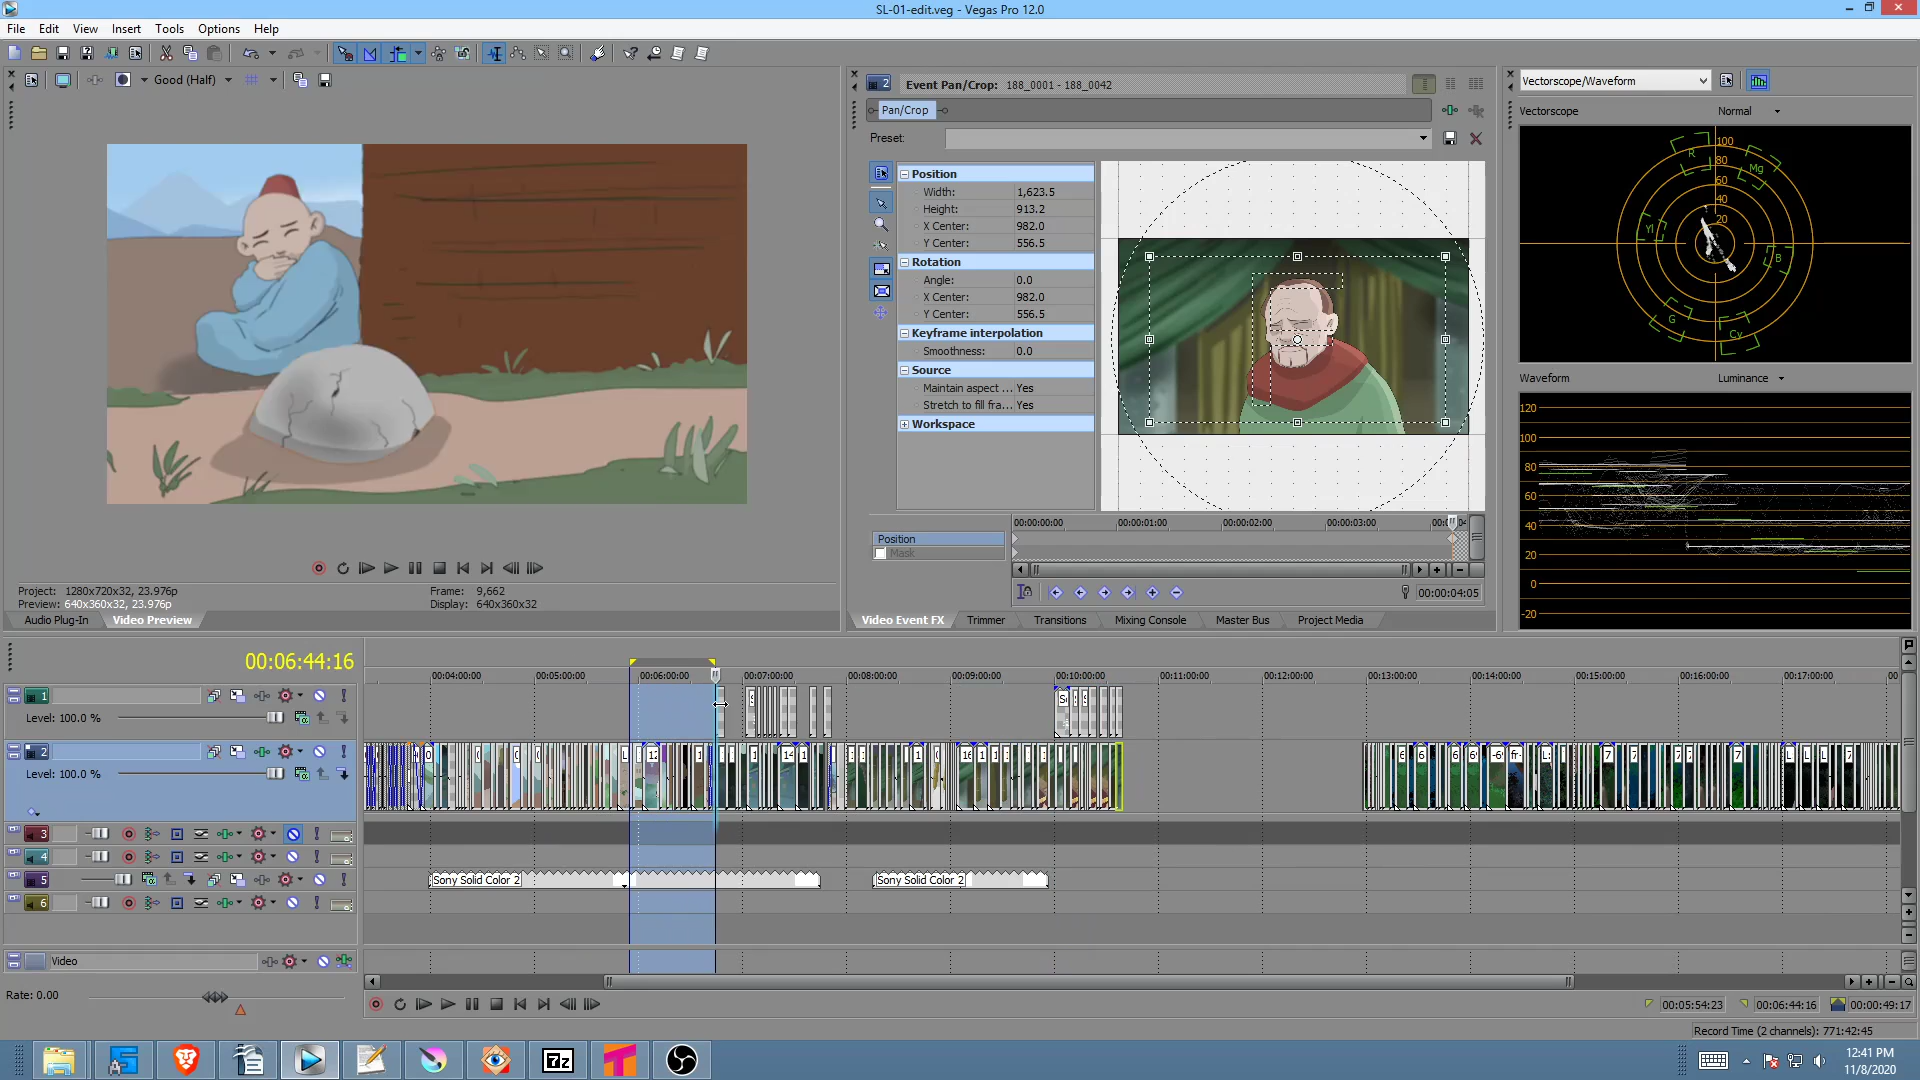 SL-01-edit.veg - Vegas Pro 12.0
File Edit View Insert Tools Options Help
Good (Half)
Project: 1280x720x32, 23.976p
Preview: 640x360x32, 23.976p
Frame: 9,662
Display: 640x360x32
Audio Plug-In Video Preview
2 Event Pan/Crop: 188_0001 - 188_0042
Pan/Crop
Preset:
Position
Width: 1,623.5
Height: 913.2
X Center: 982.0
Y Center: 556.5
Rotation
Angle: 0.0
X Center: 982.0
Y Center: 556.5
Keyframe interpolation
Smoothness: 0.0
Source
Maintain aspect ... Yes
Stretch to fill fra... Yes
Workspace
00:00:00:00 00:00:01:00 00:00:02:00 00:00:03:00
Position
Mask
00:00:04:05
Video Event FX Trimmer Transitions Mixing Console Master Bus Project Media
Vectorscope/Waveform
Vectorscope Normal
100
80
60
40
20
R Mg Yl B G Cy
Waveform Luminance
120
100
80
60
40
20
0
-20
00:06:44:16
00:04:00:00 00:05:00:00 00:06:00:00 00:07:00:00 00:08:00:00 00:09:00:00 00:10:00:00 00:11:00:00 00:12:00:00 00:13:00:00 00:14:00:00 00:15:00:00 00:16:00:00 00:17:00:00
1
Level: 100.0 %
2
Level: 100.0 %
3
4
5
Sony Solid Color 2 Sony Solid Color 2
6
Video
Rate: 0.00
00:05:54:23 00:06:44:16 00:00:49:17
Record Time (2 channels): 771:42:45
7z
12:41 PM
11/8/2020